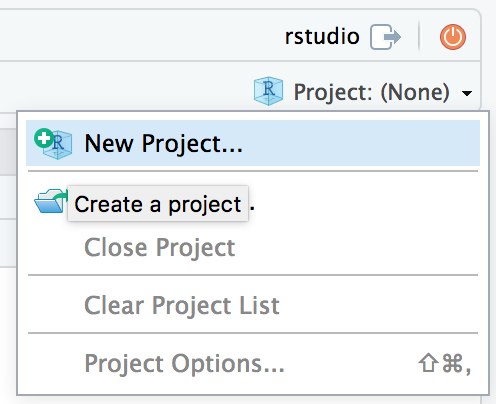 rstudio
Project: (None)
New Project...
Create a project .
Close Project
Clear Project List
Project Options... ⇧⌘,